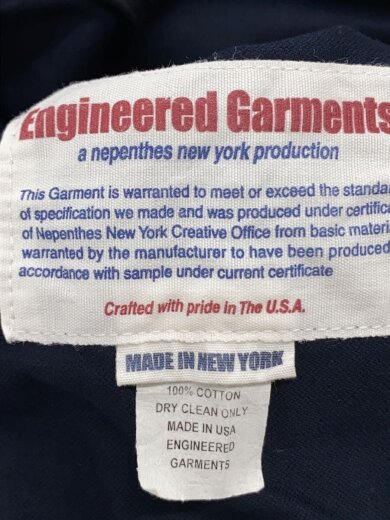 Engineered Garments
a nepenthes new york production
This Garment is warranted to meet or exceed the
of specification we made and was produced under
of Nepenthes New York Creative Office from basic
warranted by the manufacturer to have been produced
accordance with sample under current certificate
Crafted with pride in The U.S.A.
MADE IN NEW YORK
100% COTTON
DRY CLEAN ONLY
MADE IN USA
ENGINEERED
GARMENTS